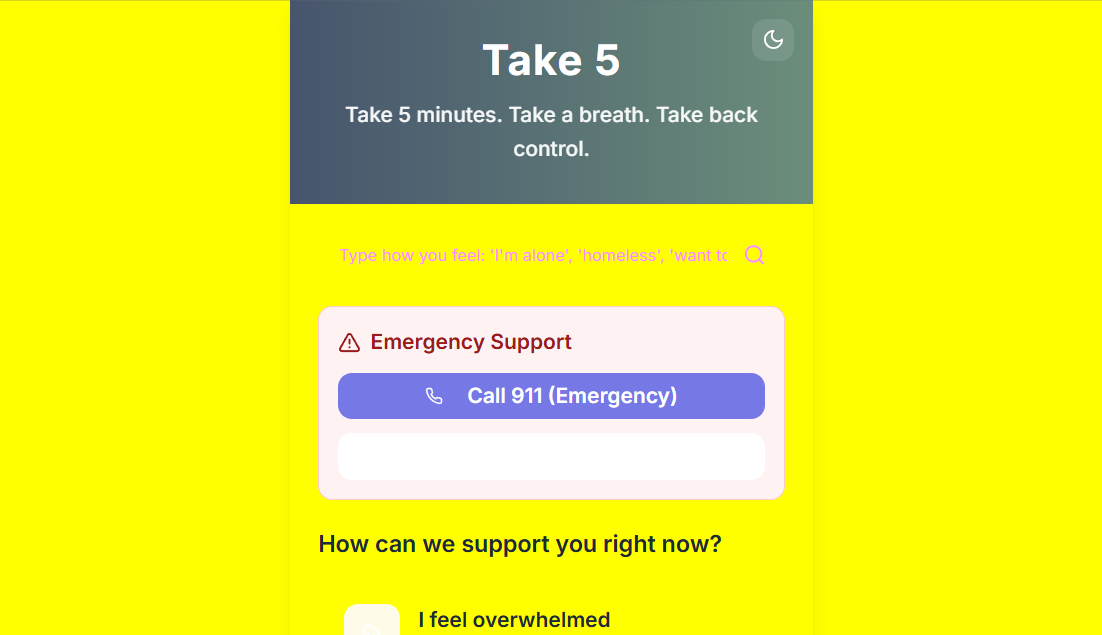 Take 5
Take 5 minutes. Take a breath. Take back
control.
Type how you feel: 'I'm alone', 'homeless', 'want to
Emergency Support
Call 911 (Emergency)
How can we support you right now?
I feel overwhelmed